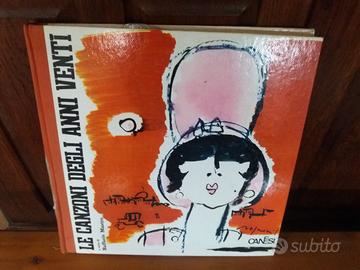 LE CANZONI DEGLI ANNI VENTI
CANESI
subito